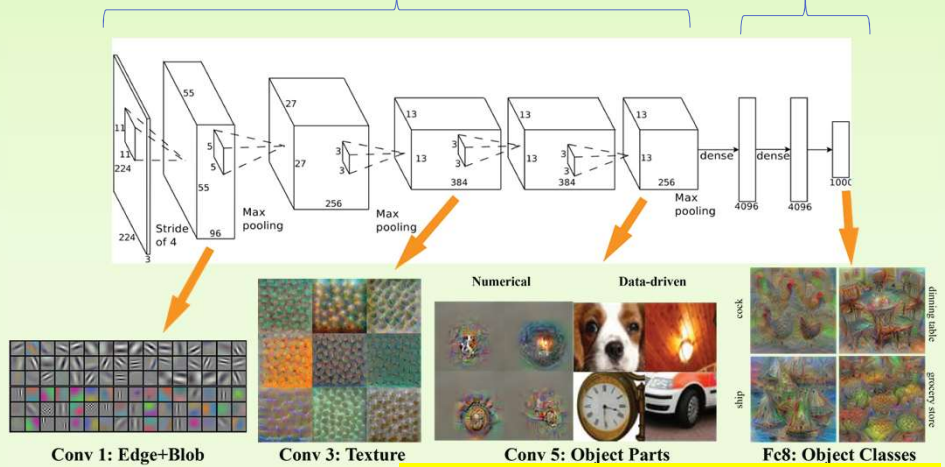 55
27
13
13
13
11
5
3
3
3
11
5
27
3
13
3
13
3
13
dense
dense
224
55
384
384
256
1000
256
Max pooling
4096
4096
Stride of 4
Max pooling
Max pooling
224
96
3
Numerical
Data-driven
cock
dinning table
ship
grocery store
Conv 1: Edge+Blob
Conv 3: Texture
Conv 5: Object Parts
Fc8: Object Classes